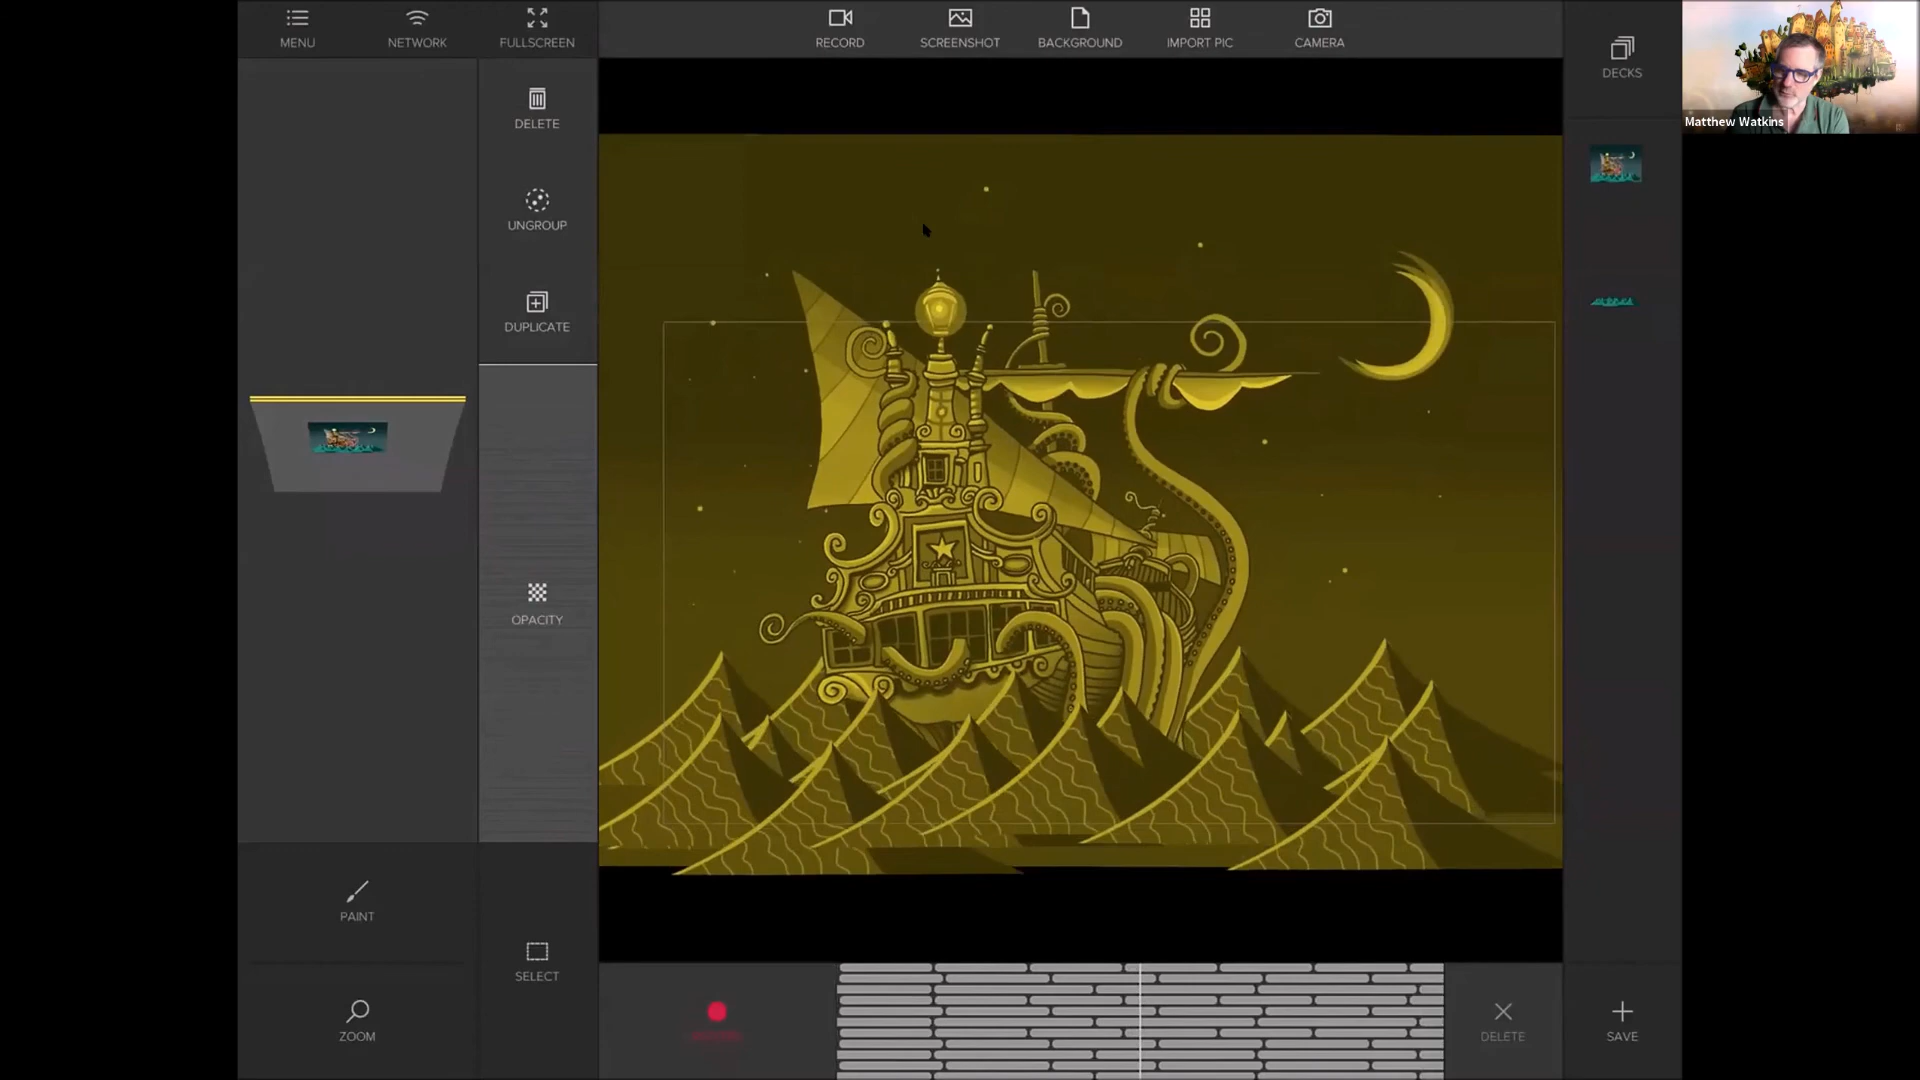 MENU
NETWORK
FULLSCREEN
RECORD
SCREENSHOT
BACKGROUND
IMPORT PIC
CAMERA
DECKS
Matthew Watkins
DELETE
UNGROUP
DUPLICATE
OPACITY
PAINT
SELECT
ZOOM
DELETE
SAVE